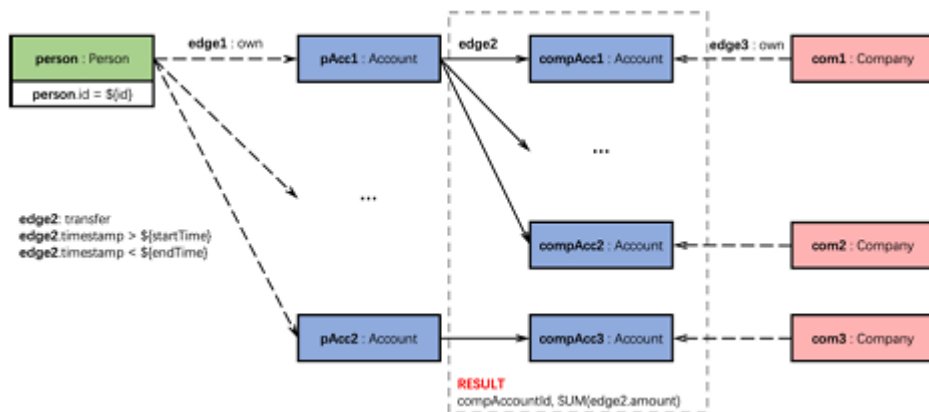 edge1 : own
edge2
edge3 : own
person : Person
pAcc1 : Account
compAcc1 : Account
com1 : Company
person.id = ${id}
...
...
edge2: transfer
edge2.timestamp > ${startTime}
edge2.timestamp < ${endTime}
compAcc2 : Account
com2 : Company
pAcc2 : Account
compAcc3 : Account
com3 : Company
RESULT
compAccountId, SUM(edge2.amount)